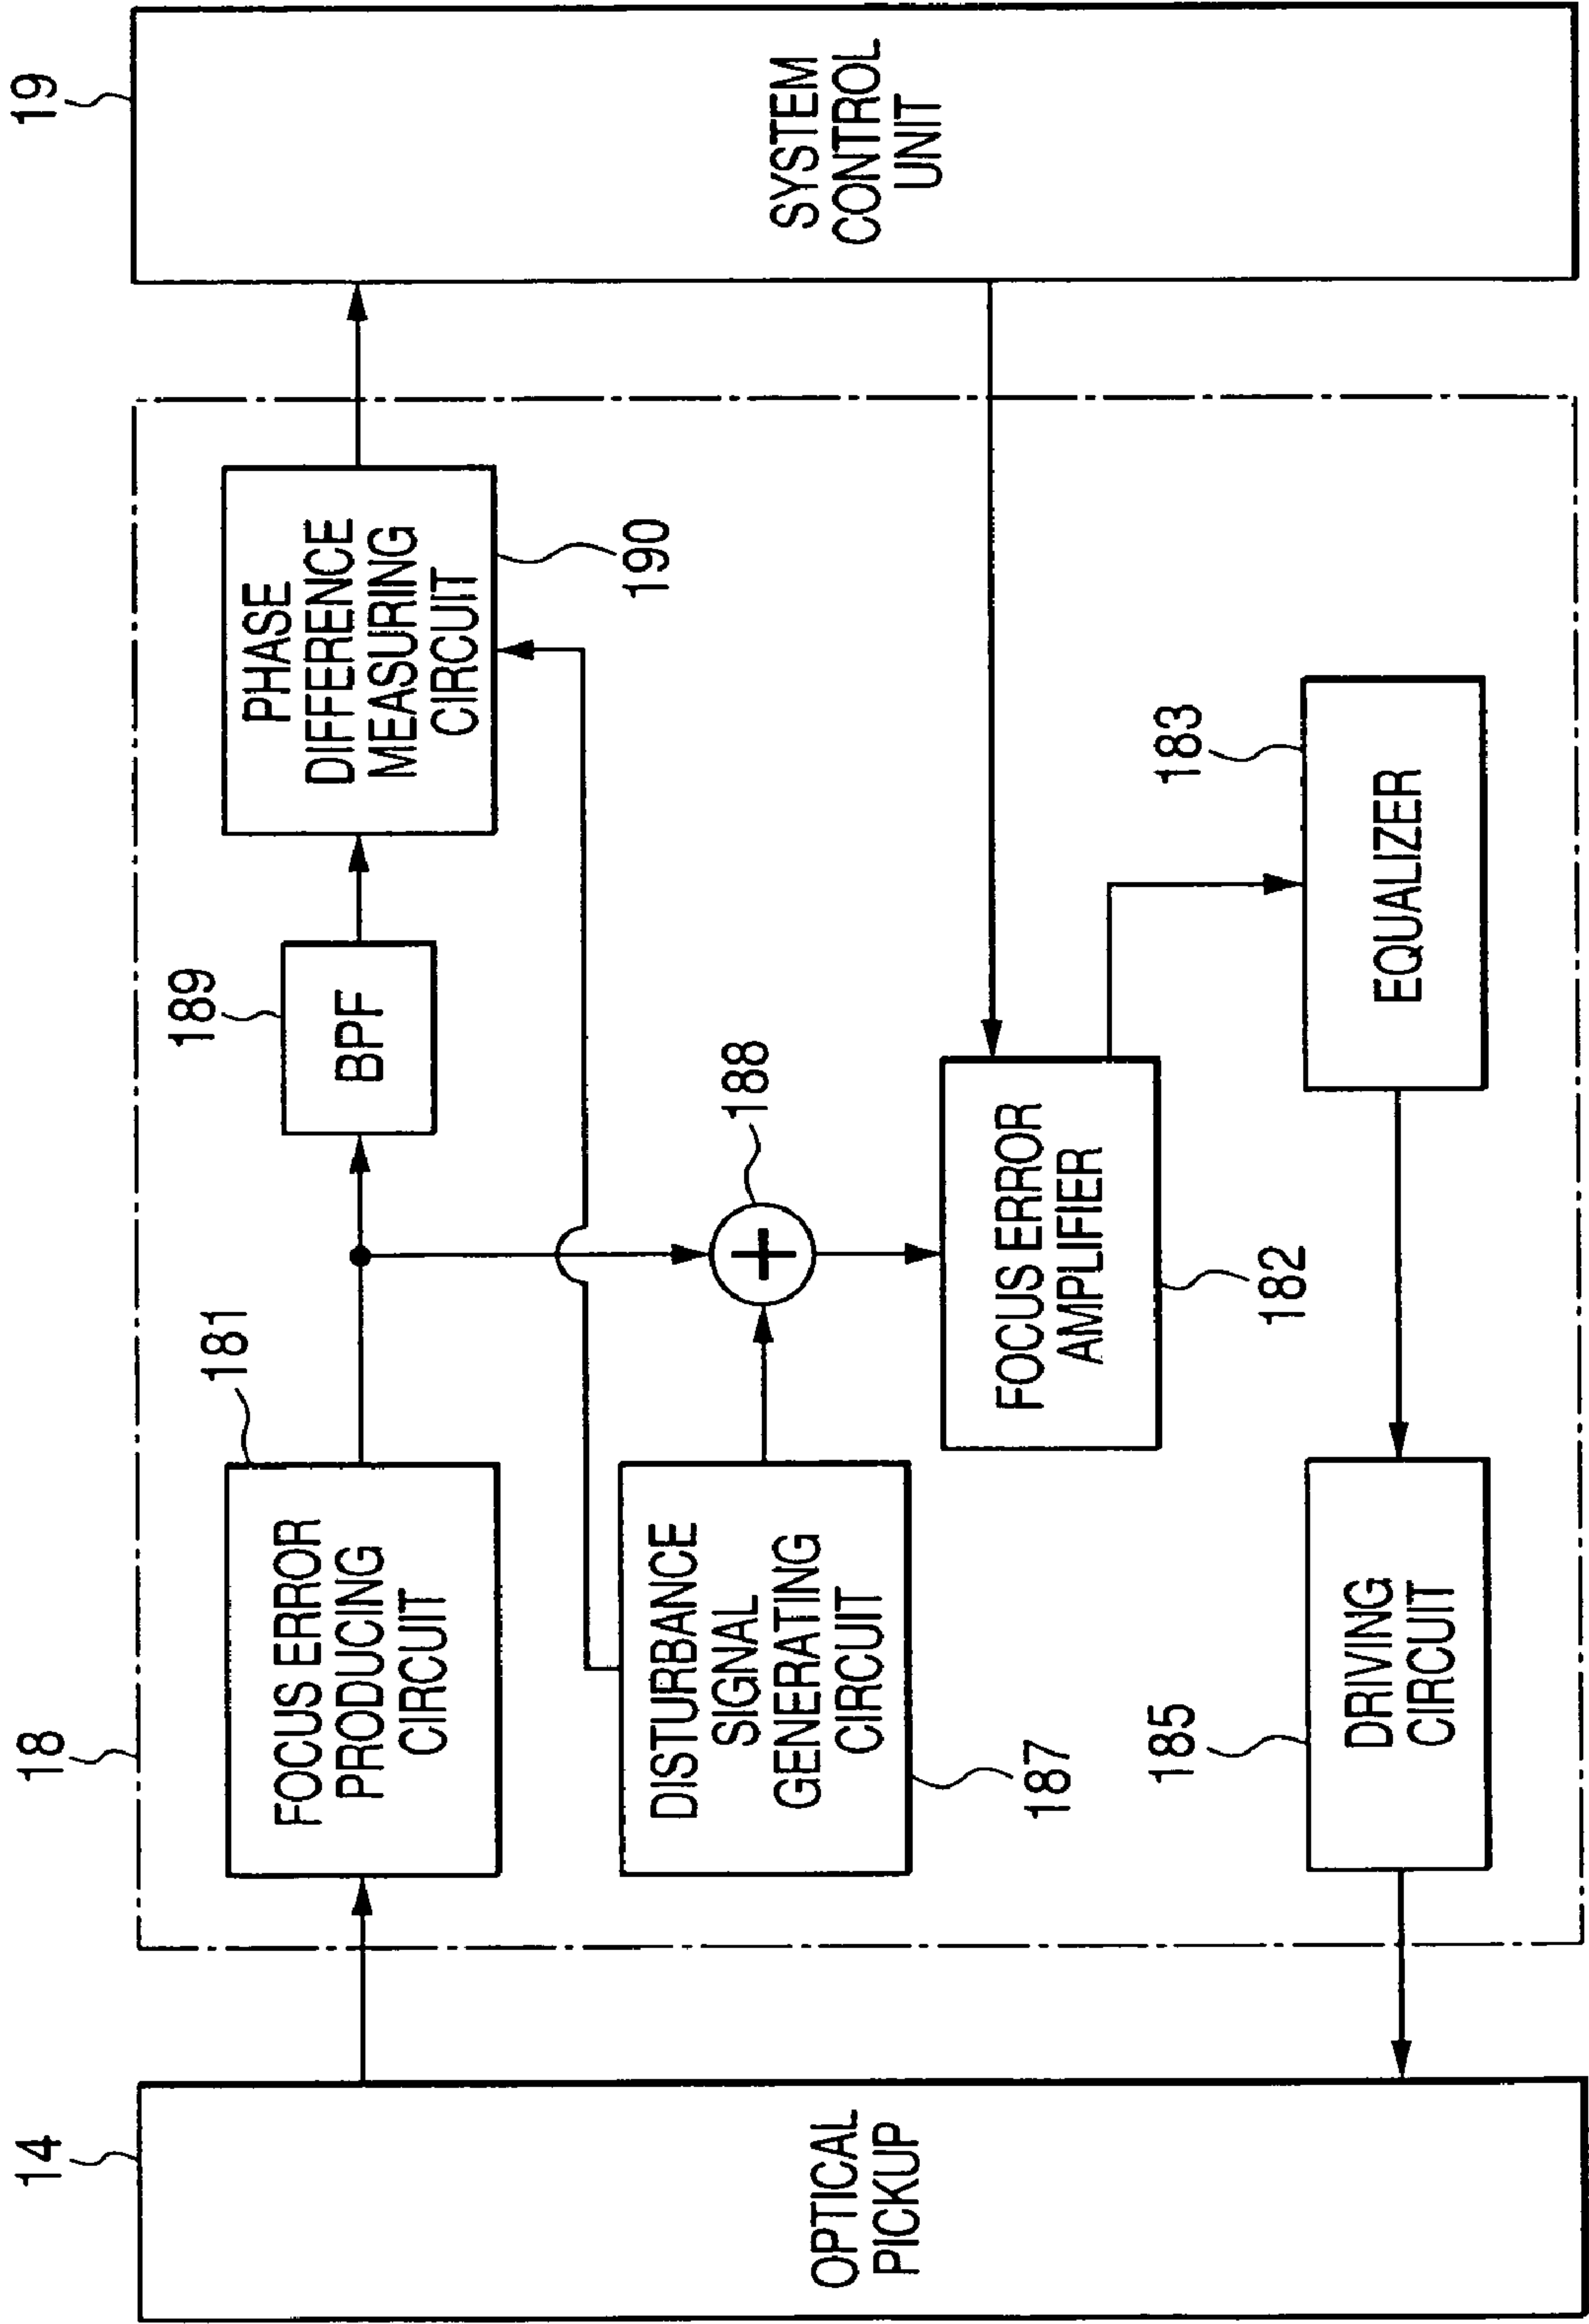 14
OPTICAL
PICKUP
18
FOCUS ERROR
PRODUCING
CIRCUIT
181
BPF
189
PHASE
DIFFERENCE
MEASURING
CIRCUIT
190
DISTURBANCE
SIGNAL
GENERATING
CIRCUIT
187
188
FOCUS ERROR
AMPLIFIER
182
EQUALIZER
183
DRIVING
CIRCUIT
185
19
SYSTEM
CONTROL
UNIT